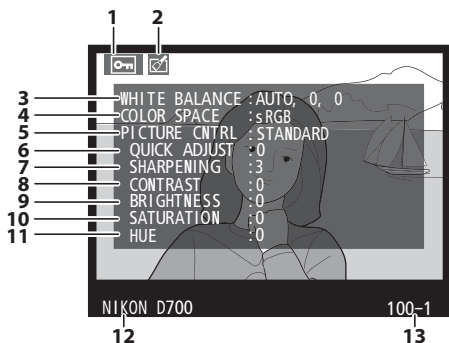 1 2
3 WHITE BALANCE : AUTO, 0, 0
4 COLOR SPACE : sRGB
5 PICTURE CNTRL : STANDARD
6 QUICK ADJUST : 0
7 SHARPENING : 3
8 CONTRAST : 0
9 BRIGHTNESS : 0
10 SATURATION : 0
11 HUE : 0
NIKON D700 100-1
12 13